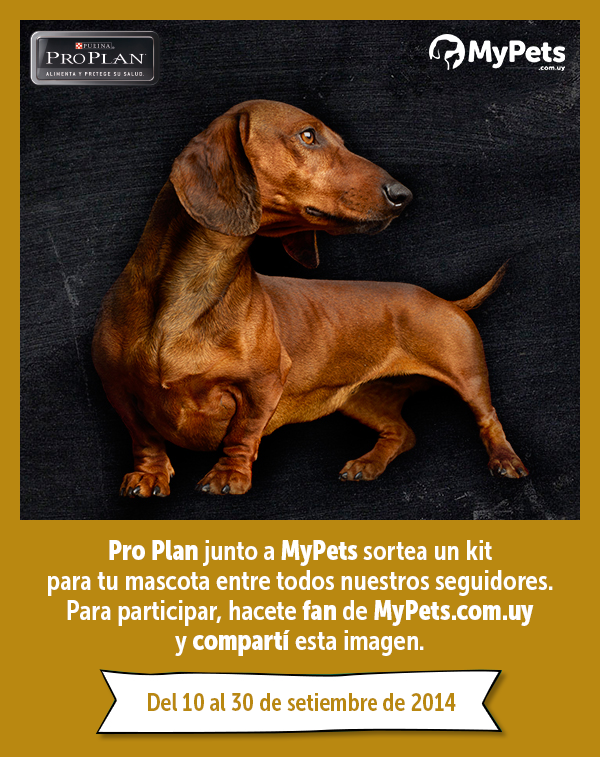 PURINA
PRO PLAN
ALIMENTA Y PROTEGE SU SALUD.
MyPets
.com.uy
Pro Plan junto a MyPets sortea un kit
para tu mascota entre todos nuestros seguidores.
Para participar, hacete fan de MyPets.com.uy
y compartí esta imagen.
Del 10 al 30 de setiembre de 2014